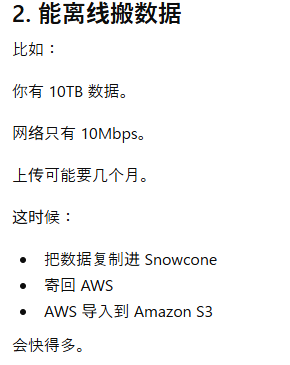 2. 能离线搬数据
比如：
你有 10TB 数据。
网络只有 10Mbps。
上传可能要几个月。
这时候：
• 把数据复制进 Snowcone
• 寄回 AWS
• AWS 导入到 Amazon S3
会快得多。